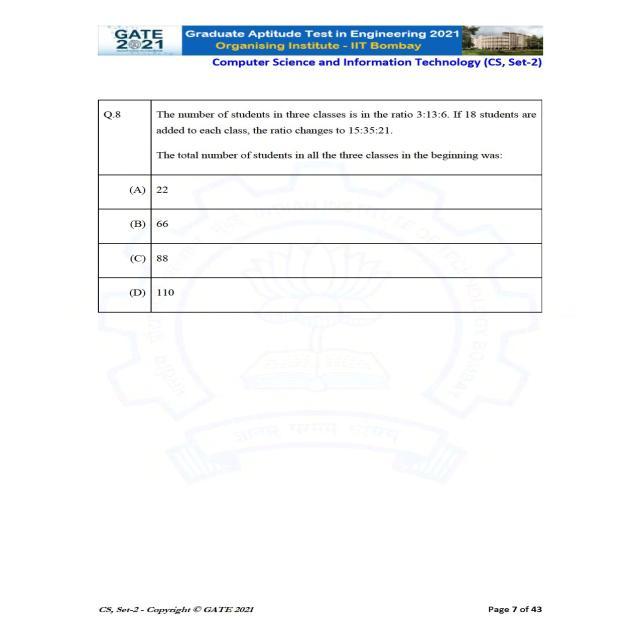 GATE
2021
Graduate Aptitude Test in Engineering 2021
Organising Institute - IIT Bombay
Computer Science and Information Technology (CS, Set-2)
Q.8
The number of students in three classes is in the ratio 3:13:6. If 18 students are
added to each class, the ratio changes to 15:35:21.
The total number of students in all the three classes in the beginning was:
(A) 22
(B) 66
(C) 88
(D) 110
CS, Set-2 - Copyright © GATE 2021
Page 7 of 43